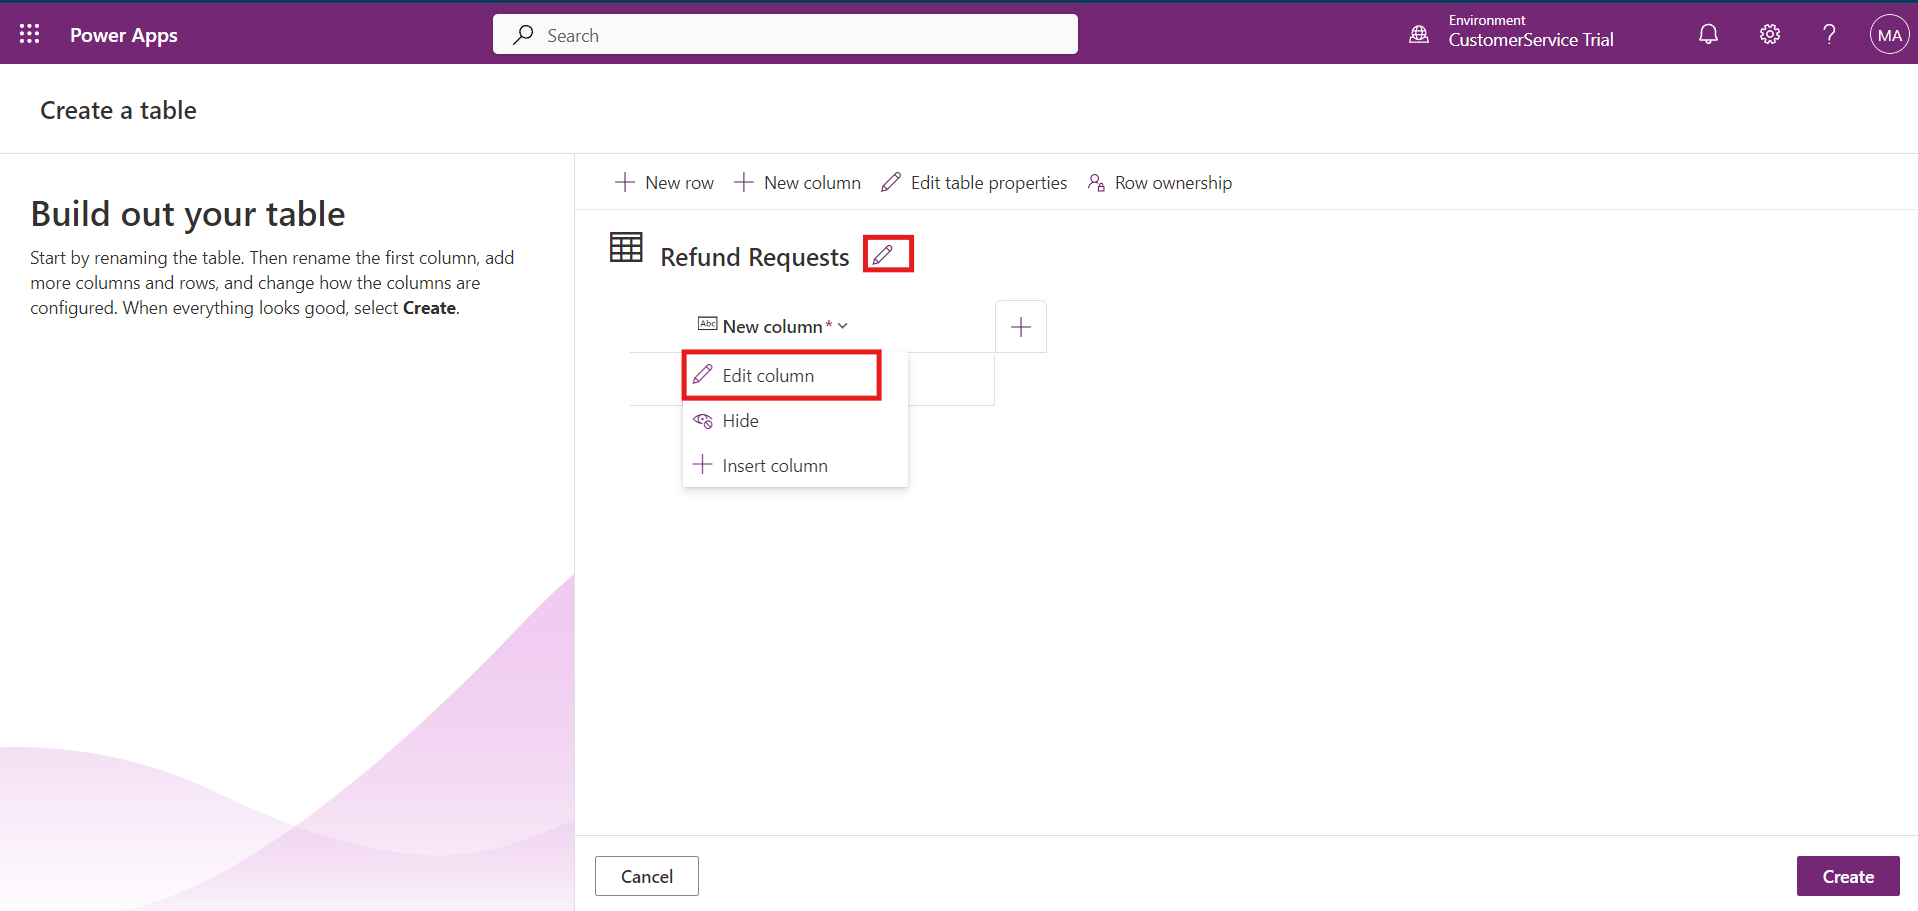 Power Apps
Search
Environment
CustomerService Trial
MA
Create a table
Build out your table
Start by renaming the table. Then rename the first column, add
more columns and rows, and change how the columns are
configured. When everything looks good, select Create.
New row
New column
Edit table properties
Row ownership
Refund Requests
Abc New column*
Edit column
Hide
Insert column
Cancel
Create